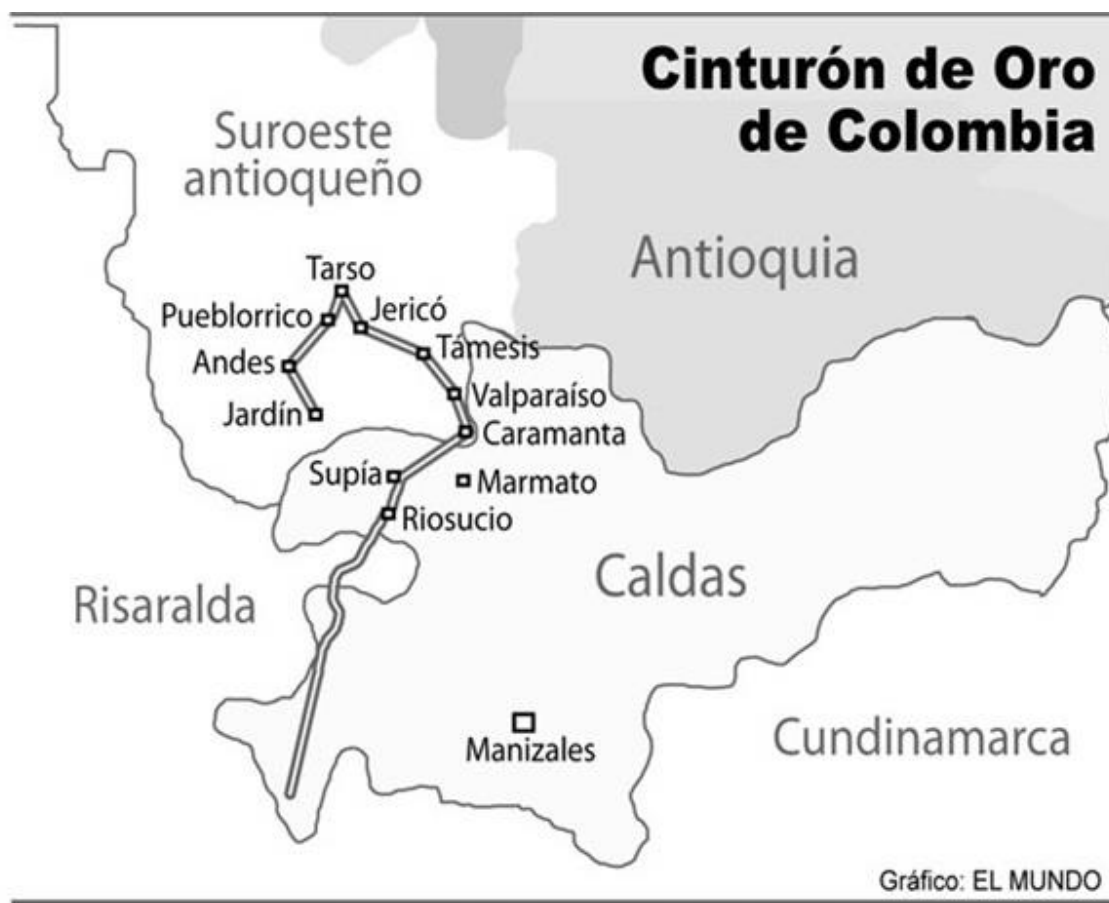 Cinturón de Oro
de Colombia
Suroeste
antioqueño
Antioquia
Tarso
Pueblorrico
Jericó
Andes
Támesis
Valparaíso
Jardín
Caramanta
Supía
Marmato
Riosucio
Caldas
Risaralda
Manizales
Cundinamarca
Gráfico: EL MUNDO